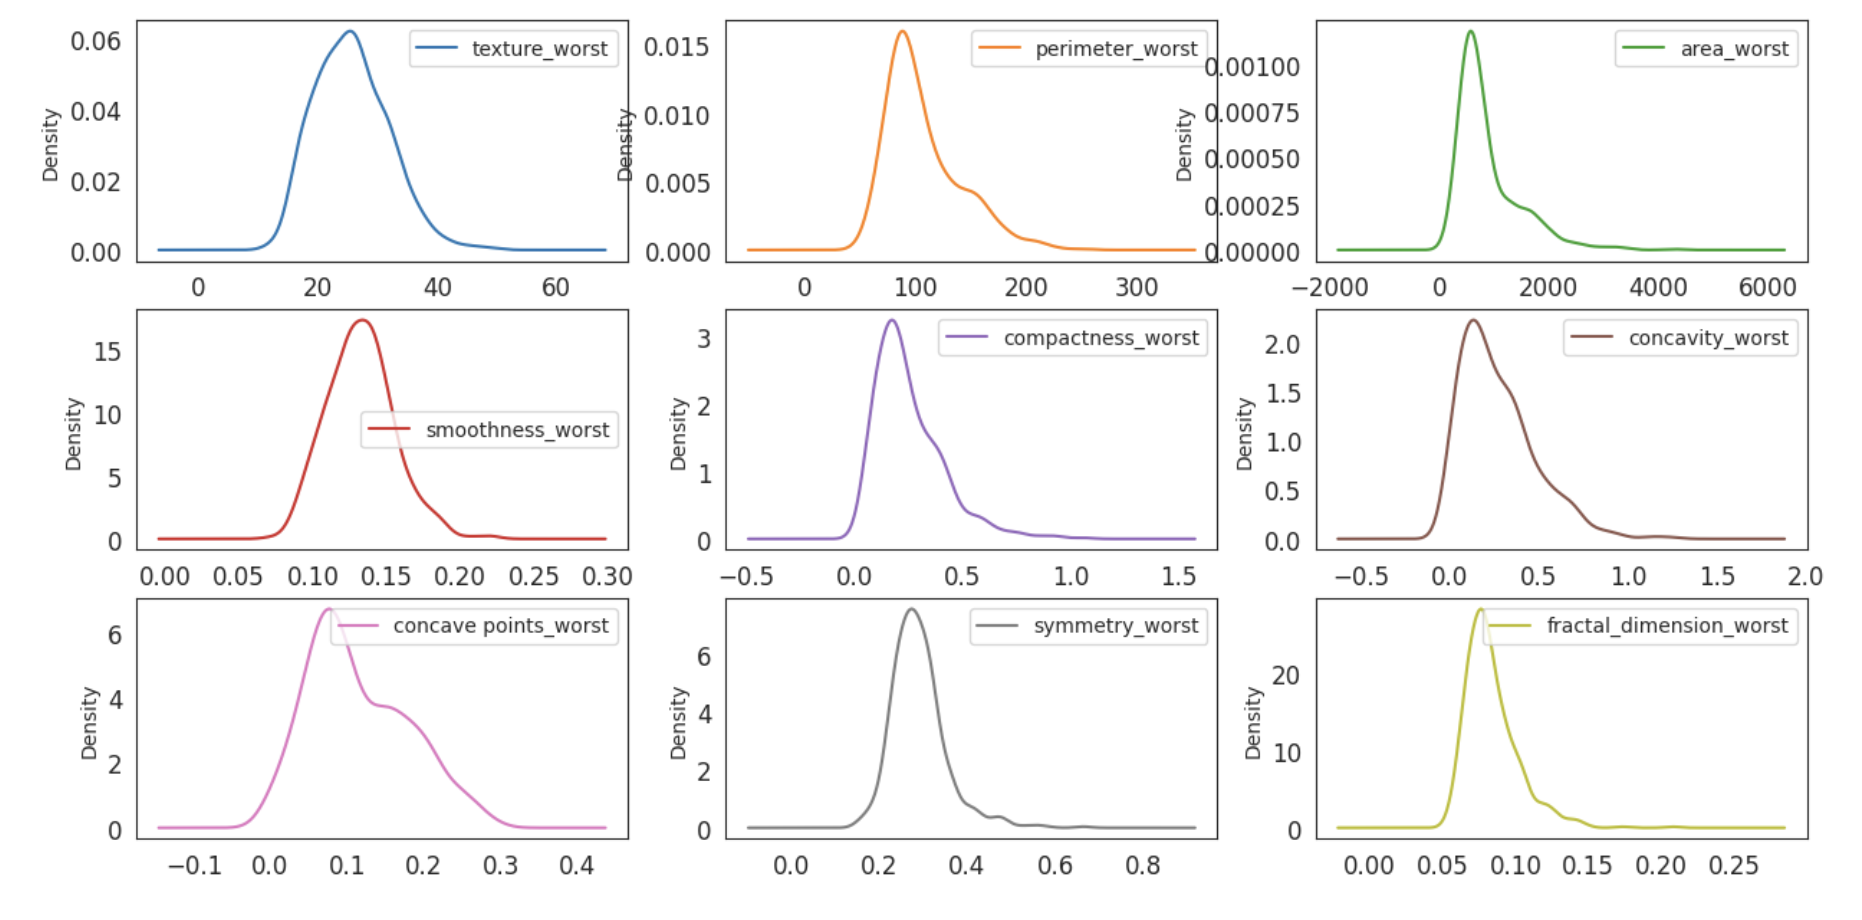 texture_worst
Density
0.06
0.04
0.02
0.00
0 20 40 60
perimeter_worst
Density
0.015
0.010
0.005
0.000
0 100 200 300
area_worst
Density
0.00100
0.00075
0.00050
0.00025
0.00000
−2000 0 2000 4000 6000
smoothness_worst
Density
15
10
5
0
0.00 0.05 0.10 0.15 0.20 0.25 0.30
compactness_worst
Density
3
2
1
0
−0.5 0.0 0.5 1.0 1.5
concavity_worst
Density
2.0
1.5
1.0
0.5
0.0
−0.5 0.0 0.5 1.0 1.5 2.0
concave points_worst
Density
6
4
2
0
−0.1 0.0 0.1 0.2 0.3 0.4
symmetry_worst
Density
6
4
2
0
0.0 0.2 0.4 0.6 0.8
fractal_dimension_worst
Density
20
10
0
0.00 0.05 0.10 0.15 0.20 0.25